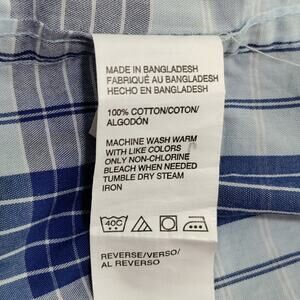 MADE IN BANGLADESH
FABRIQUÉ AU BANGLADESH
HECHO EN BANGLADESH
100% COTTON/COTON/
ALGODÓN
MACHINE WASH WARM
WITH LIKE COLORS
ONLY NON-CHLORINE
BLEACH WHEN NEEDED
TUMBLE DRY STEAM
IRON
40C
REVERSE/VERSO/
AL REVERSO